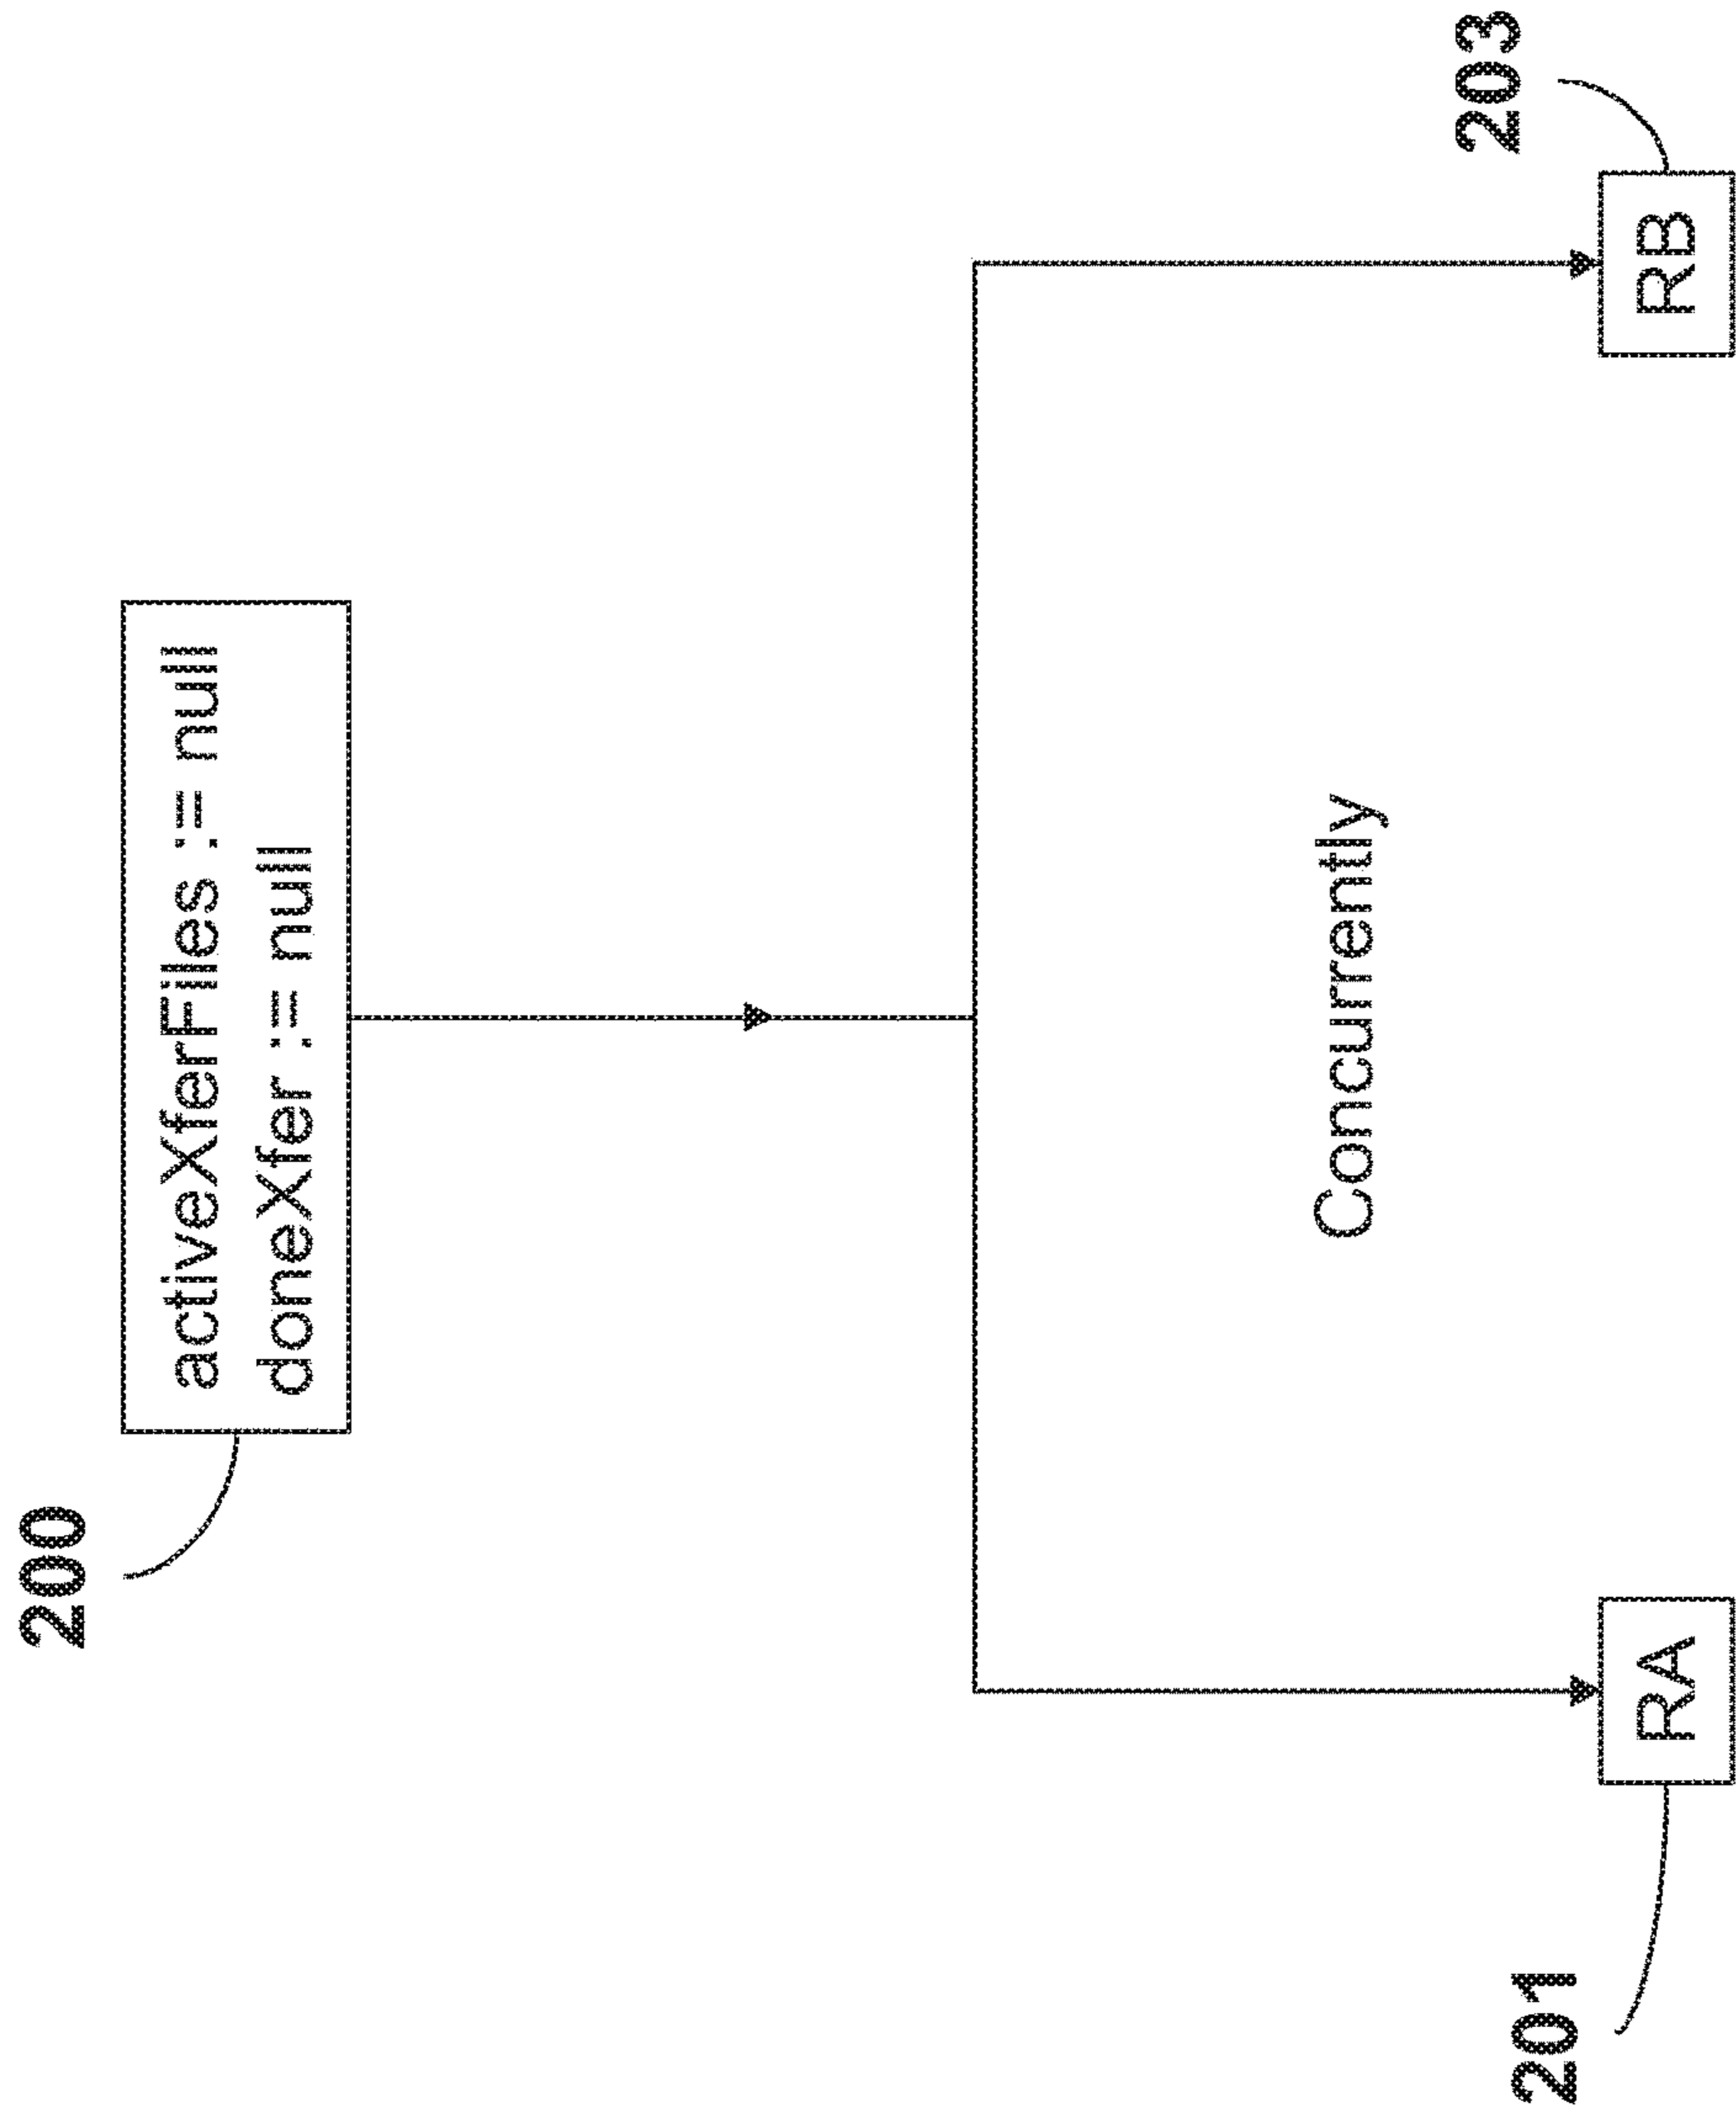 200
activeXferFiles := null
doneXfer := null
Concurrently
201
RA
RB
203